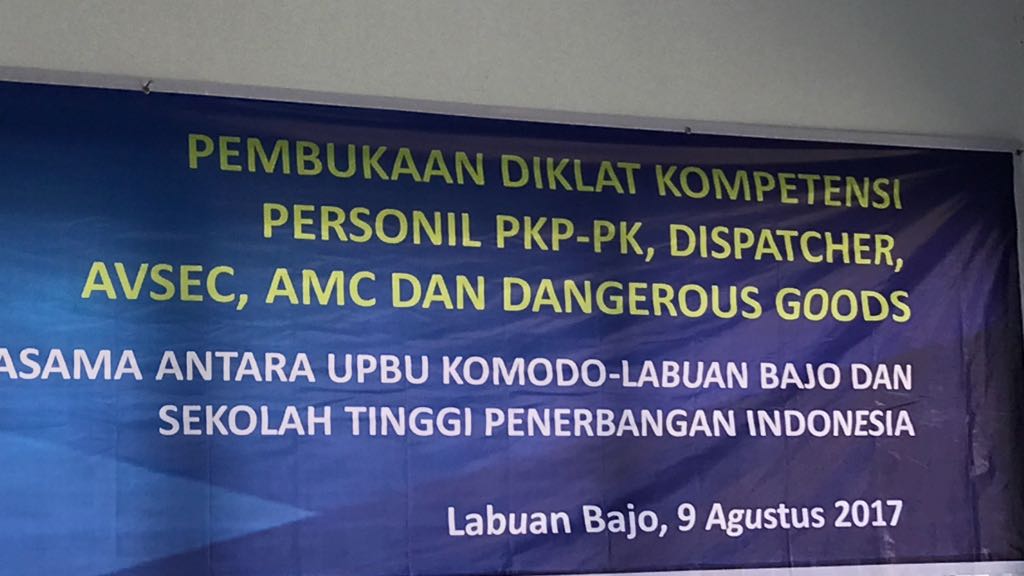 PEMBUKAAN DIKLAT KOMPETENSI
PERSONIL PKP-PK, DISPATCHER,
AVSEC, AMC DAN DANGEROUS GOODS
ASAMA ANTARA UPBU KOMODO-LABUAN BAJO DAN
SEKOLAH TINGGI PENERBANGAN INDONESIA
Labuan Bajo, 9 Agustus 2017